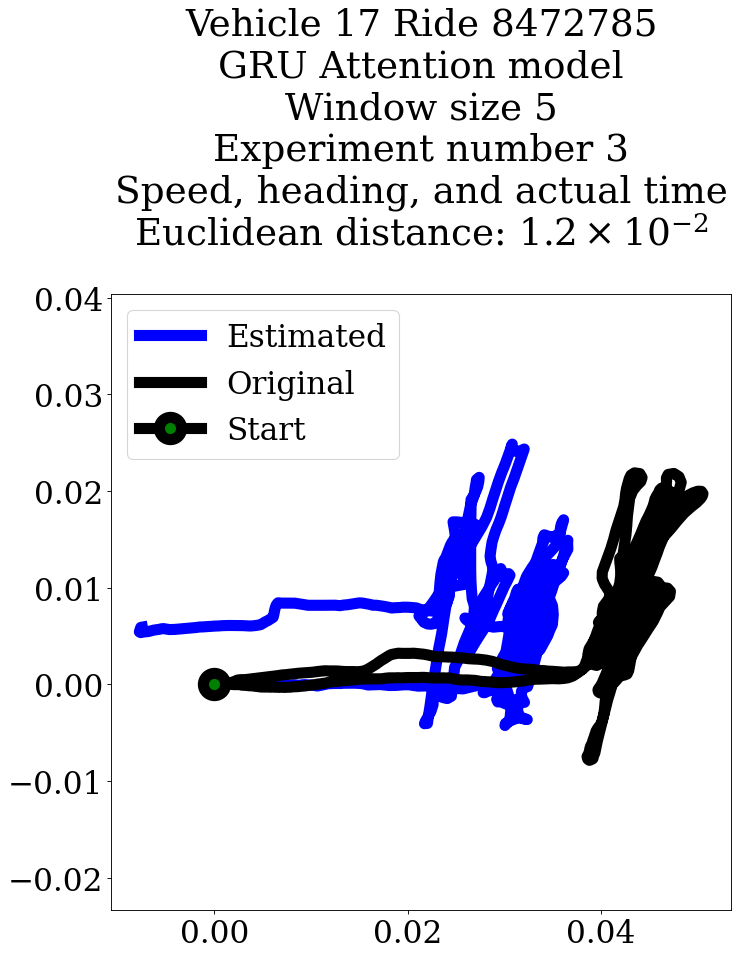 Vehicle 17 Ride 8472785
GRU Attention model
Window size 5
Experiment number 3
Speed, heading, and actual time
Euclidean distance: 1.2 × 10⁻²
0.04
0.03
0.02
0.01
0.00
−0.01
−0.02
Estimated
Original
Start
0.00 0.02 0.04